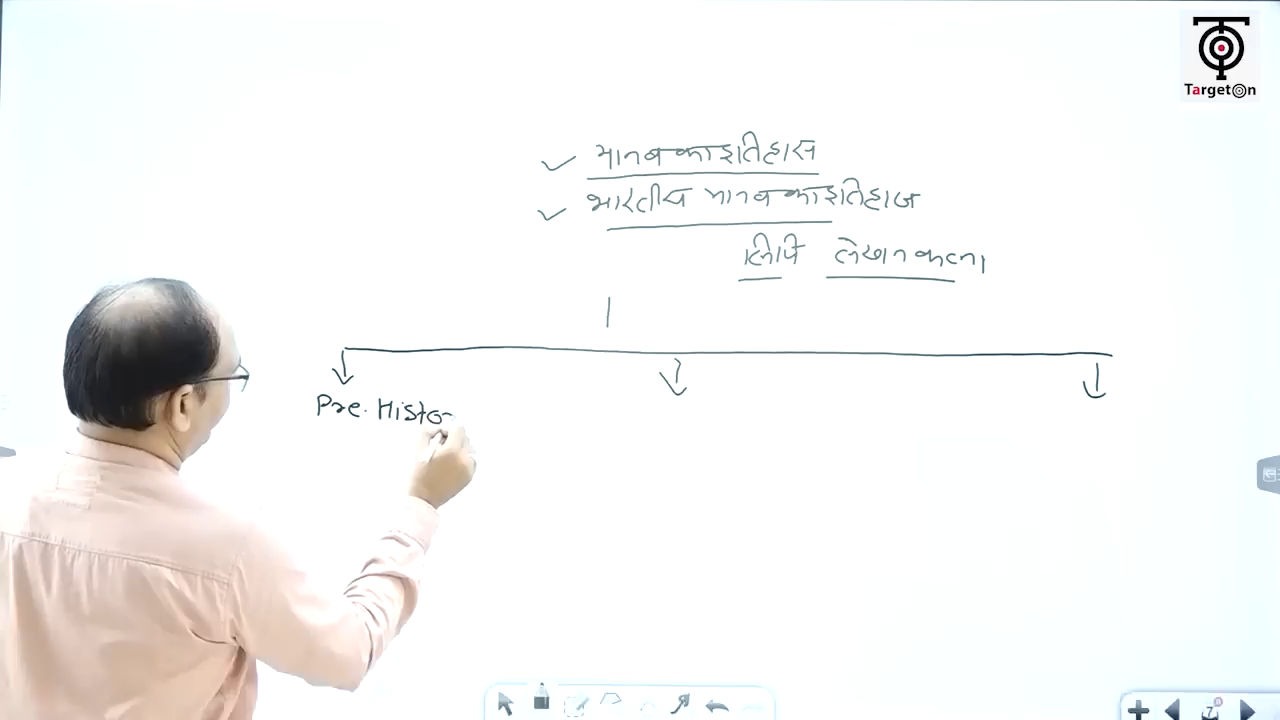 TargetOn
मानव का इतिहास
भारतीय मानव का इतिहास
लिपि लेखन कला
Pre. Histo